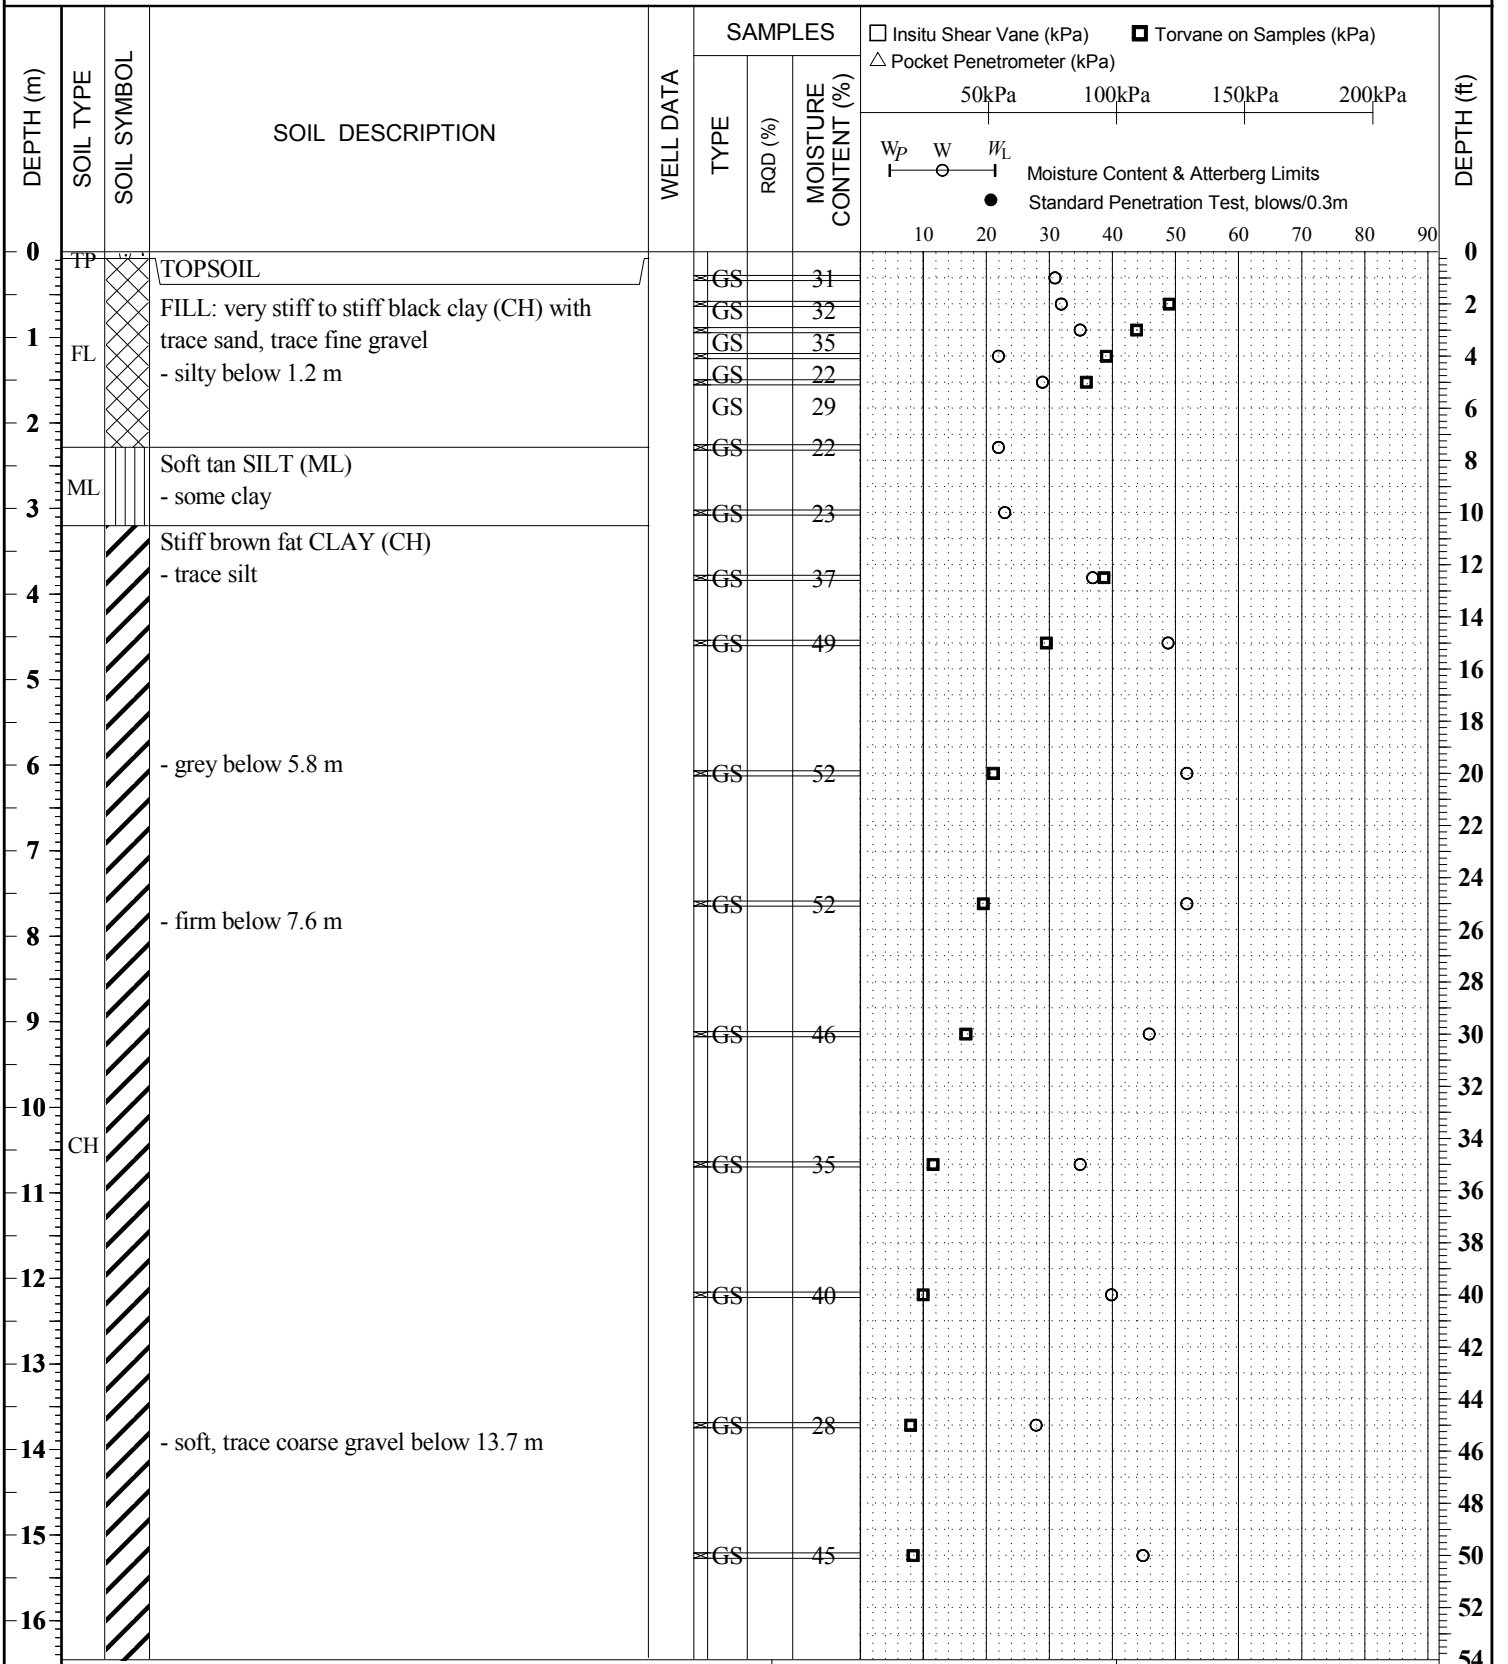 SAMPLES
Insitu Shear Vane (kPa) Torvane on Samples (kPa)
Pocket Penetrometer (kPa)
50kPa 100kPa 150kPa 200kPa
DEPTH (m)
SOIL TYPE
SOIL SYMBOL
SOIL DESCRIPTION
WELL DATA
TYPE
RQD (%)
MOISTURE CONTENT (%)
DEPTH (ft)
WP W WL
Moisture Content & Atterberg Limits
Standard Penetration Test, blows/0.3m
10 20 30 40 50 60 70 80 90
0 0
TP TOPSOIL
GS 31
FILL: very stiff to stiff black clay (CH) with
GS 32 2
1 trace sand, trace fine gravel
GS 35
FL 4
- silty below 1.2 m
GS 22
GS 29 6
2
GS 22
Soft tan SILT (ML) 8
ML
- some clay
3 GS 23 10
Stiff brown fat CLAY (CH)
- trace silt GS 37 12
4
14
GS 49
16
5
18
6 - grey below 5.8 m GS 52 20
22
7
24
GS 52
- firm below 7.6 m
8 26
28
9 GS 46 30
32
10
34
CH
GS 35
11 36
38
12 GS 40 40
42
13
44
GS 28
- soft, trace coarse gravel below 13.7 m
14 46
48
15 GS 45 50
16 52
54